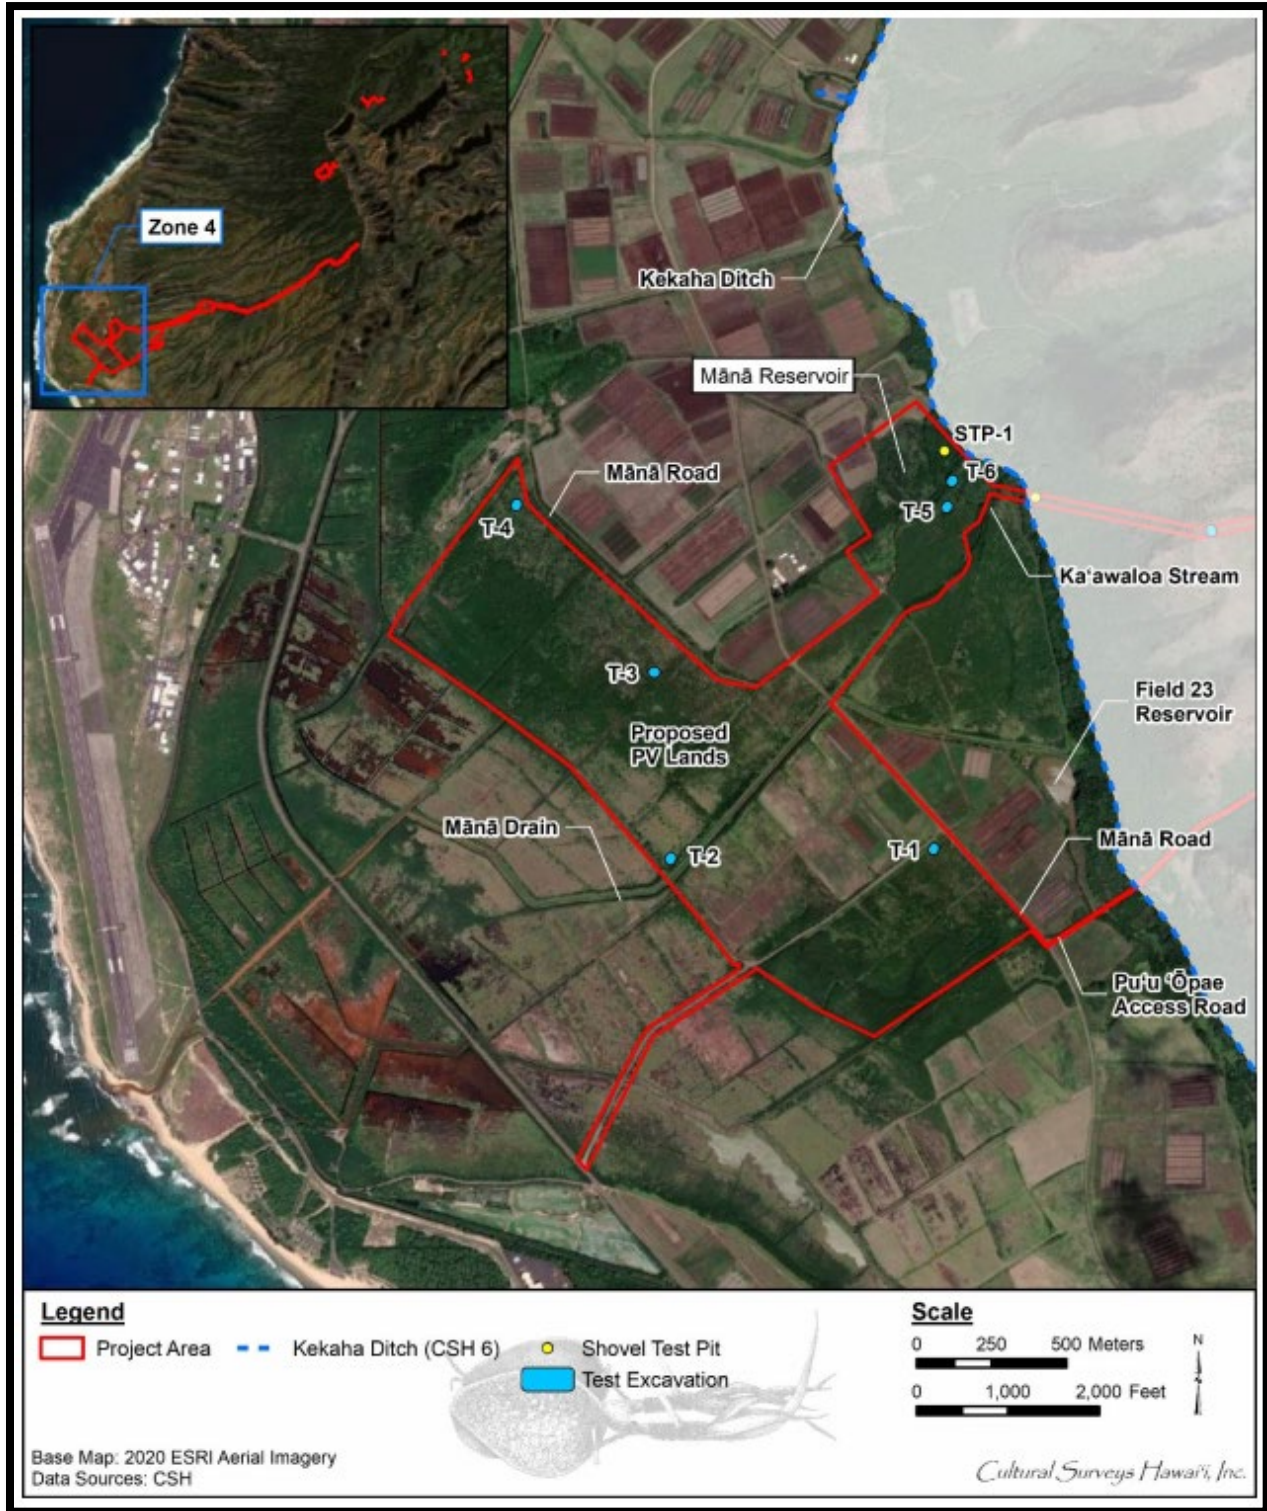 Zone 4
Kekaha Ditch
Mānā Reservoir
STP-1
Mānā Road
T-6
T-5
T-4
Ka‘awaloa Stream
T-3
Field 23
Reservoir
Proposed
PV Lands
Mānā Drain
T-2
T-1
Mānā Road
Pu‘u ‘Ōpae
Access Road
Legend
Project Area
Kekaha Ditch (CSH 6)
Shovel Test Pit
Test Excavation
Scale
0 250 500 Meters
0 1,000 2,000 Feet
N
Base Map: 2020 ESRI Aerial Imagery
Data Sources: CSH
Cultural Surveys Hawai‘i, Inc.